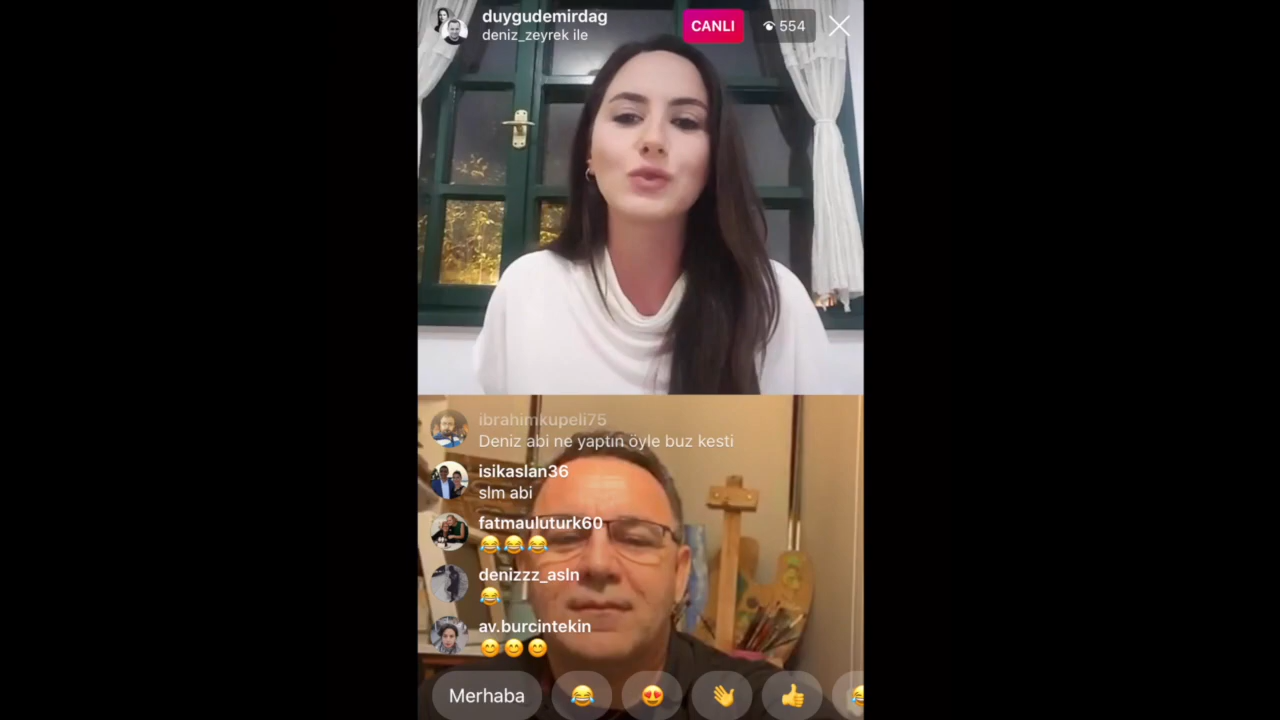 duygudemirdag
deniz_zeyrek ile
CANLI
554
ibrahimkupeli75
Deniz abi ne yaptın öyle buz kesti
isikaslan36
slm abi
fatmauluturk60
😂😂😂
denizzz_asln
😂
av.burcintekin
😊😊😊
Merhaba